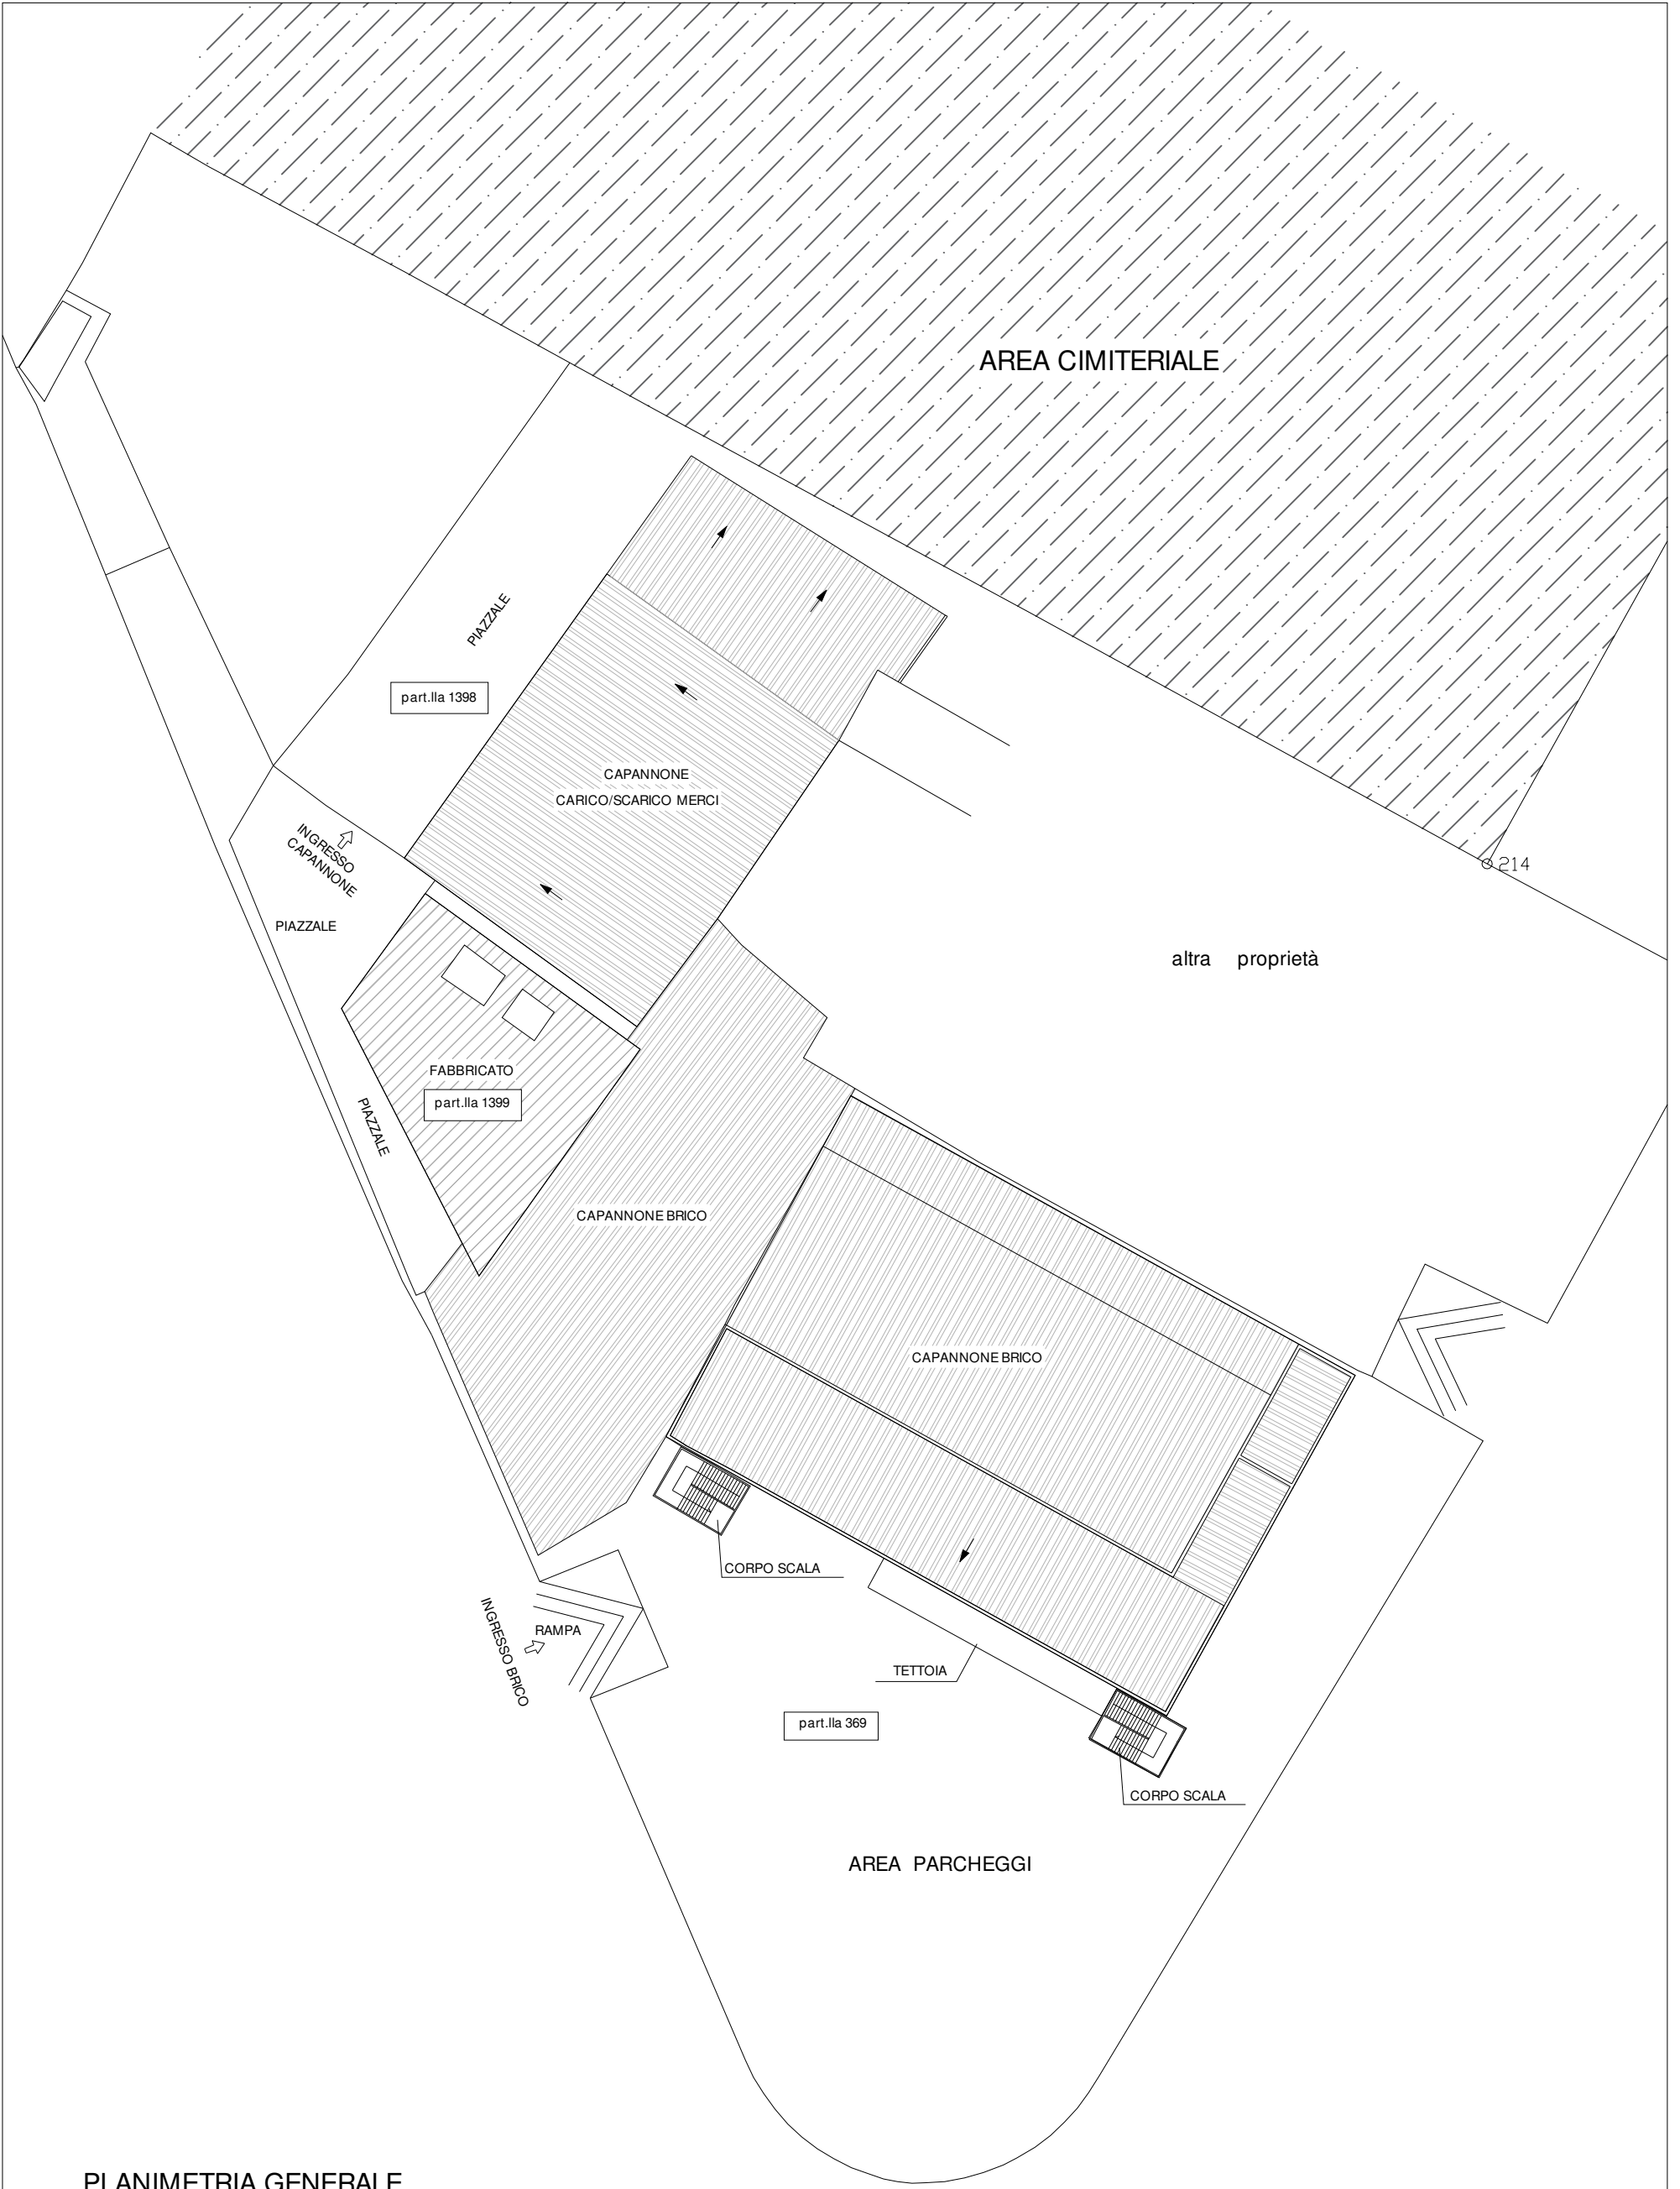 AREA CIMITERIALE
PIAZZALE
part.lla 1398
CAPANNONE
CARICO/SCARICO MERCI
INGRESSO
CAPANNONE
214
PIAZZALE
altra proprietà
FABBRICATO
part.lla 1399
PIAZZALE
CAPANNONE BRICO
CAPANNONE BRICO
CORPO SCALA
INGRESSO BRICO
RAMPA
TETTOIA
part.lla 369
CORPO SCALA
AREA PARCHEGGI
PLANIMETRIA GENERALE